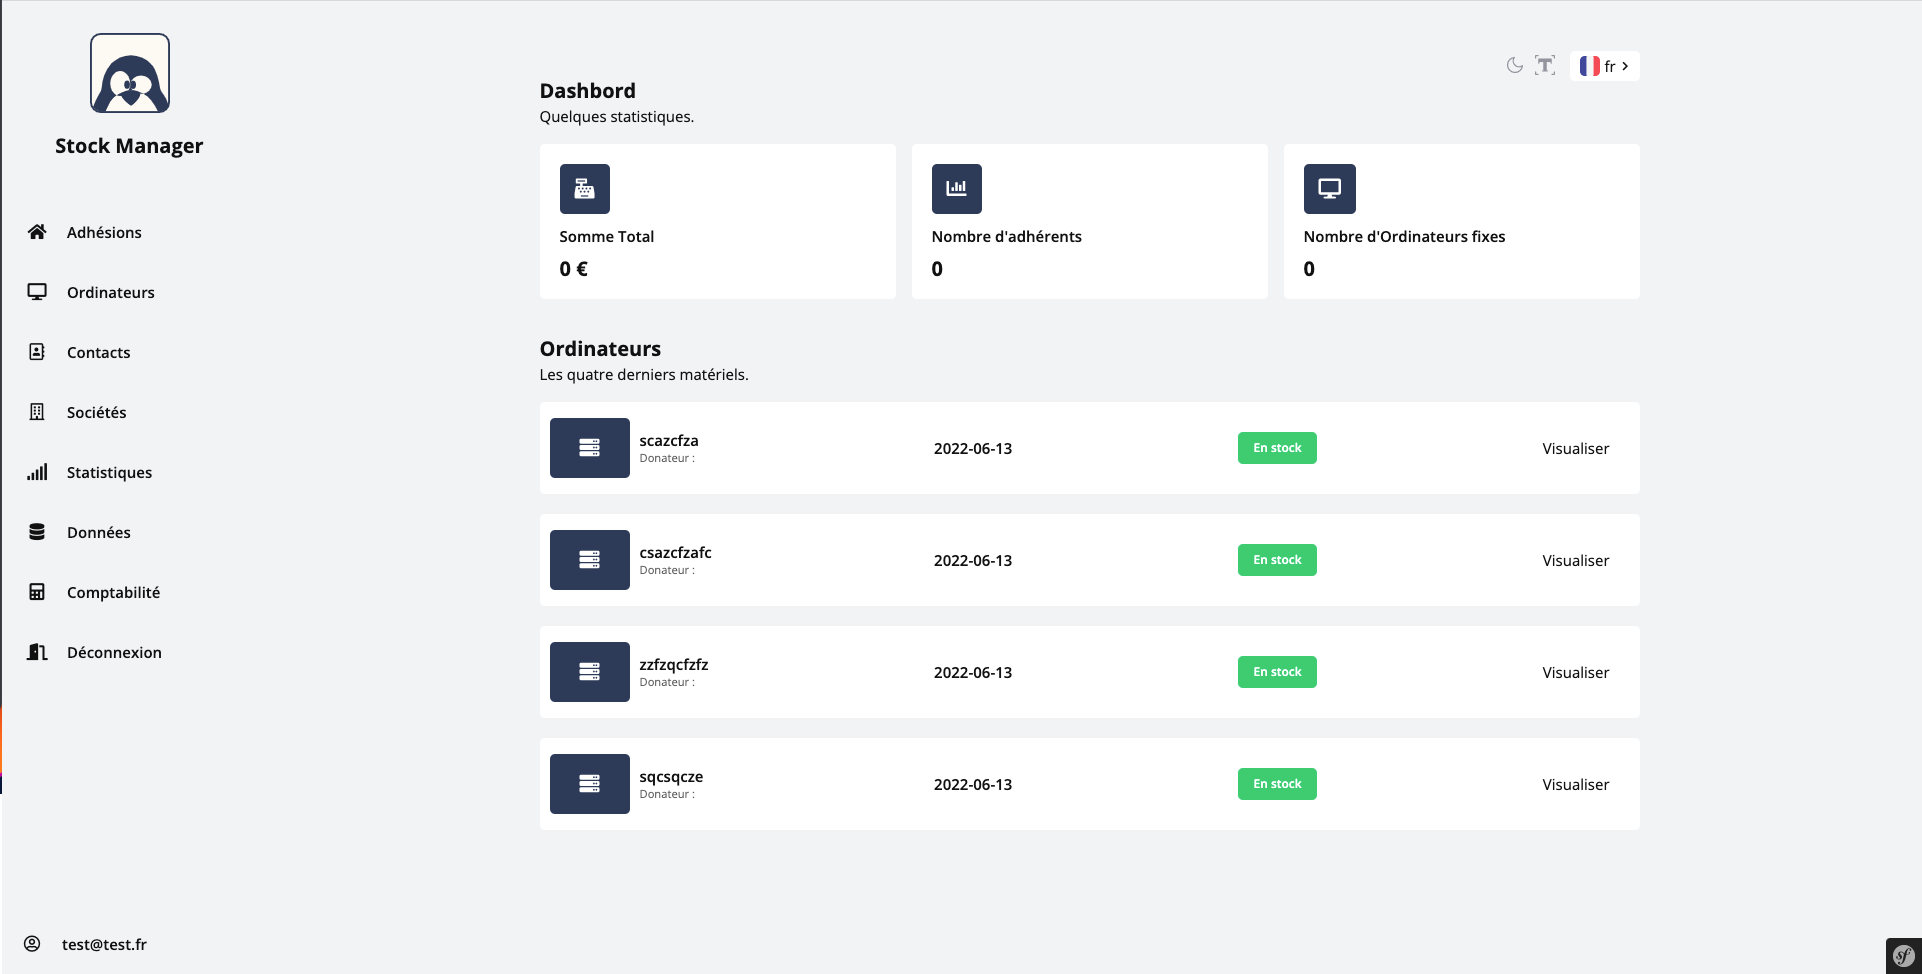 Stock Manager
Adhésions
Ordinateurs
Contacts
Sociétés
Statistiques
Données
Comptabilité
Déconnexion
test@test.fr
fr
Dashbord
Quelques statistiques.
Somme Total
0 €
Nombre d'adhérents
0
Nombre d'Ordinateurs fixes
0
Ordinateurs
Les quatre derniers matériels.
scazcfza
Donateur :
2022-06-13
En stock
Visualiser
csazcfzafc
Donateur :
2022-06-13
En stock
Visualiser
zzfzqcfzfz
Donateur :
2022-06-13
En stock
Visualiser
sqcsqcze
Donateur :
2022-06-13
En stock
Visualiser
sf